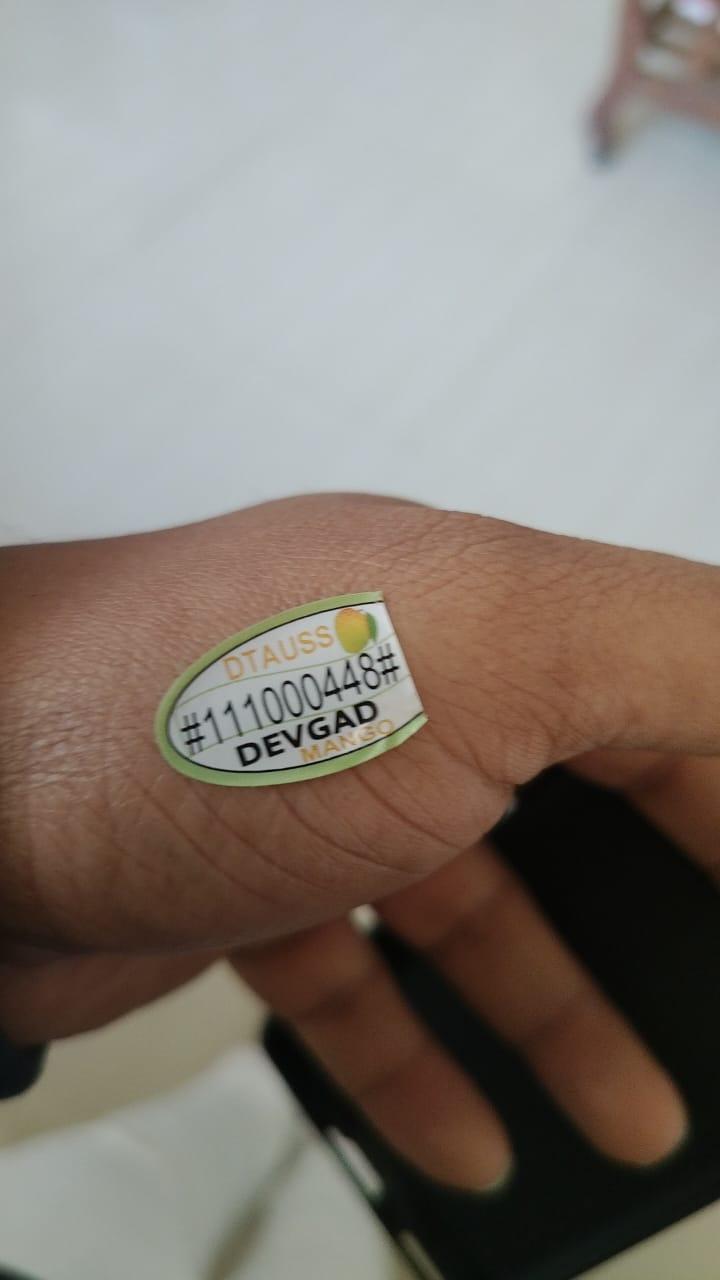 DTAUSS
#111000448#
DEVGAD
MANGO